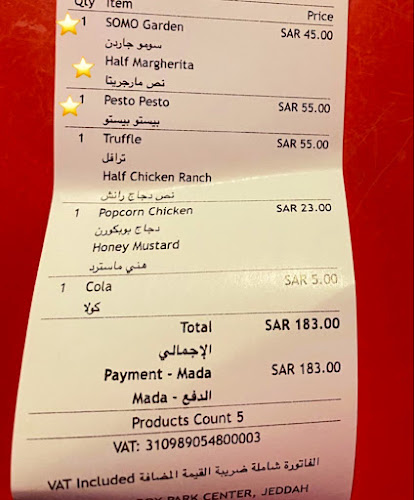 Qty Item Price
1 SOMO Garden SAR 45.00
سومو جاردن
Half Margherita
نص مارجريتا
1 Pesto Pesto SAR 55.00
بيستو بيستو
1 Truffle SAR 55.00
ترافل
Half Chicken Ranch
نص دجاج رانش
1 Popcorn Chicken SAR 23.00
دجاج بوبكورن
Honey Mustard
هني ماسترد
1 Cola SAR 5.00
كولا
Total SAR 183.00
الإجمالي
Payment - Mada SAR 183.00
Mada - الدفع
Products Count 5
VAT: 310989054800003
VAT Included الفاتورة شاملة ضريبة القيمة المضافة
PARK CENTER, JEDDAH